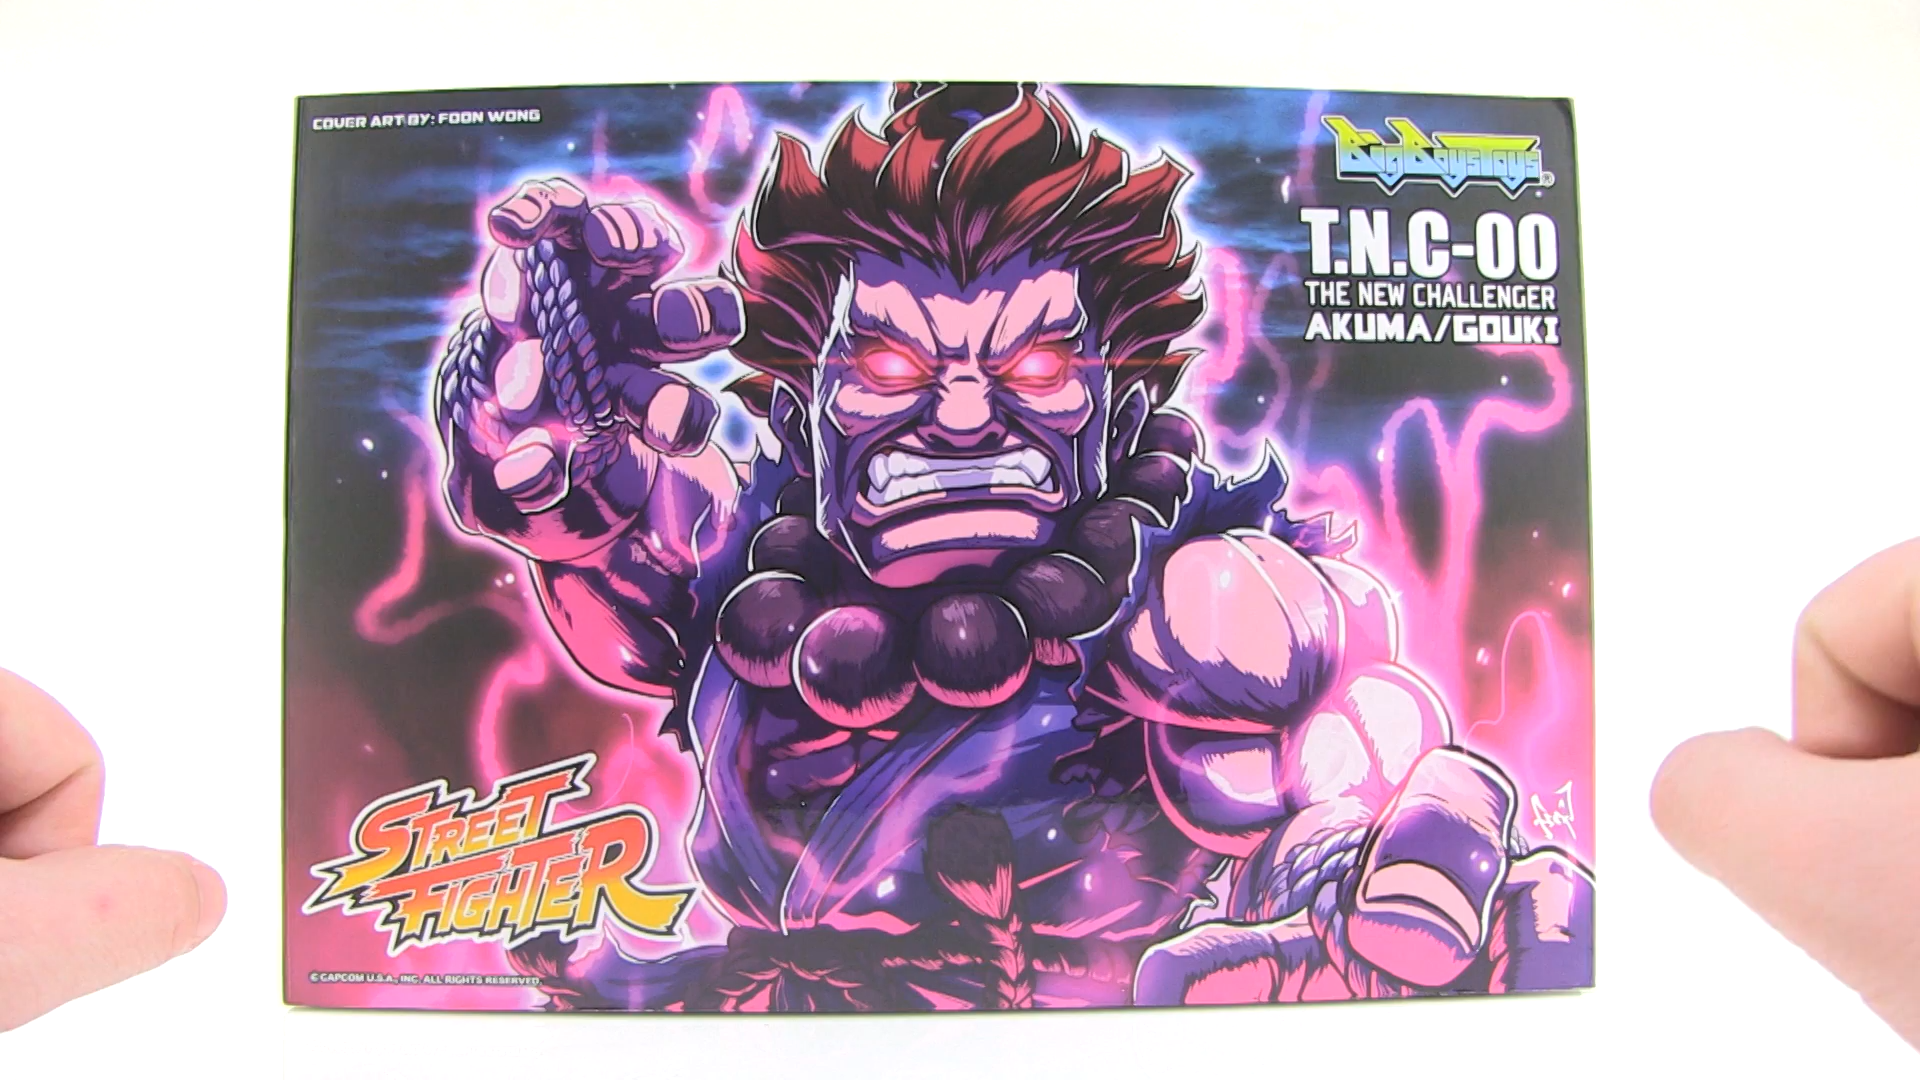 COVER ART BY: FOON WONG
BigBoysToys®
T.N.C-00
THE NEW CHALLENGER
AKUMA/GOUKI
STREET
FIGHTER
© CAPCOM U.S.A., INC. ALL RIGHTS RESERVED.